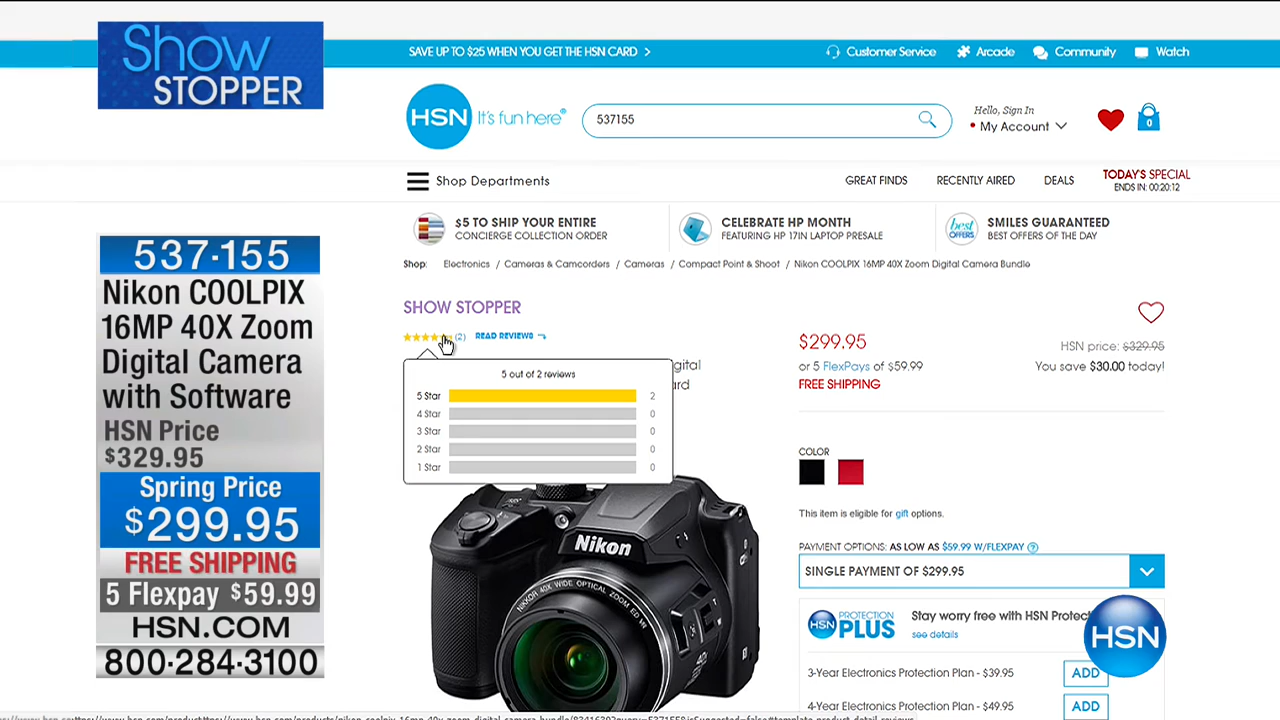 Show
STOPPER
SAVE UP TO $25 WHEN YOU GET THE HSN CARD >
Customer Service
Arcade
Community
Watch
HSN
It's fun here®
537155
Hello, Sign In
My Account
0
Shop Departments
GREAT FINDS
RECENTLY AIRED
DEALS
TODAY'S SPECIAL
ENDS IN: 00:20:12
$5 TO SHIP YOUR ENTIRE
CONCIERGE COLLECTION ORDER
CELEBRATE HP MONTH
FEATURING HP 17IN LAPTOP PRESALE
best
OFFERS
SMILES GUARANTEED
BEST OFFERS OF THE DAY
Shop: Electronics / Cameras & Camcorders / Cameras / Compact Point & Shoot / Nikon COOLPIX 16MP 40X Zoom Digital Camera Bundle
537-155
Nikon COOLPIX
16MP 40X Zoom
Digital Camera
with Software
HSN Price
$329.95
Spring Price
$299.95
FREE SHIPPING
5 Flexpay $59.99
HSN.COM
800-284-3100
SHOW STOPPER
(2) READ REVIEWS
gital
rd
5 out of 2 reviews
5 Star 2
4 Star 0
3 Star 0
2 Star 0
1 Star 0
Nikon
NIKKOR 40X WIDE OPTICAL ZOOM ED VR
$299.95
HSN price: $329.95
or 5 FlexPays of $59.99
You save $30.00 today!
FREE SHIPPING
COLOR
This item is eligible for gift options.
PAYMENT OPTIONS: AS LOW AS $59.99 W/FLEXPAY ?
SINGLE PAYMENT OF $299.95
HSN
PROTECTION
PLUS
Stay worry free with HSN Protect
see details
HSN
3-Year Electronics Protection Plan - $39.95
ADD
4-Year Electronics Protection Plan - $49.95
ADD